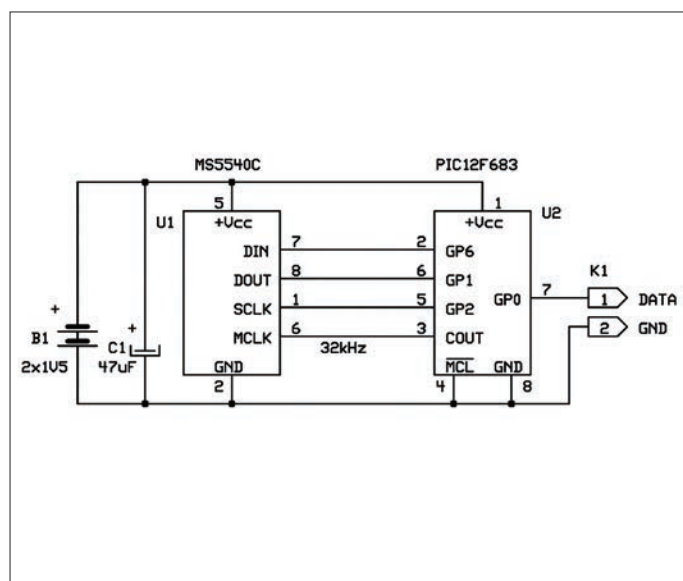 MS5540C
PIC12F683
5
1
U1
+Vcc
+Vcc
U2
DIN
7
2
GP6
K1
DOUT
8
6
GP1
7
GP0
1
DATA
SCLK
1
5
GP2
2
GND
MCLK
6
3
COUT
32kHz
+
B1
2x1V5
+
C1
47uF
GND
2
MCL
4
GND
8